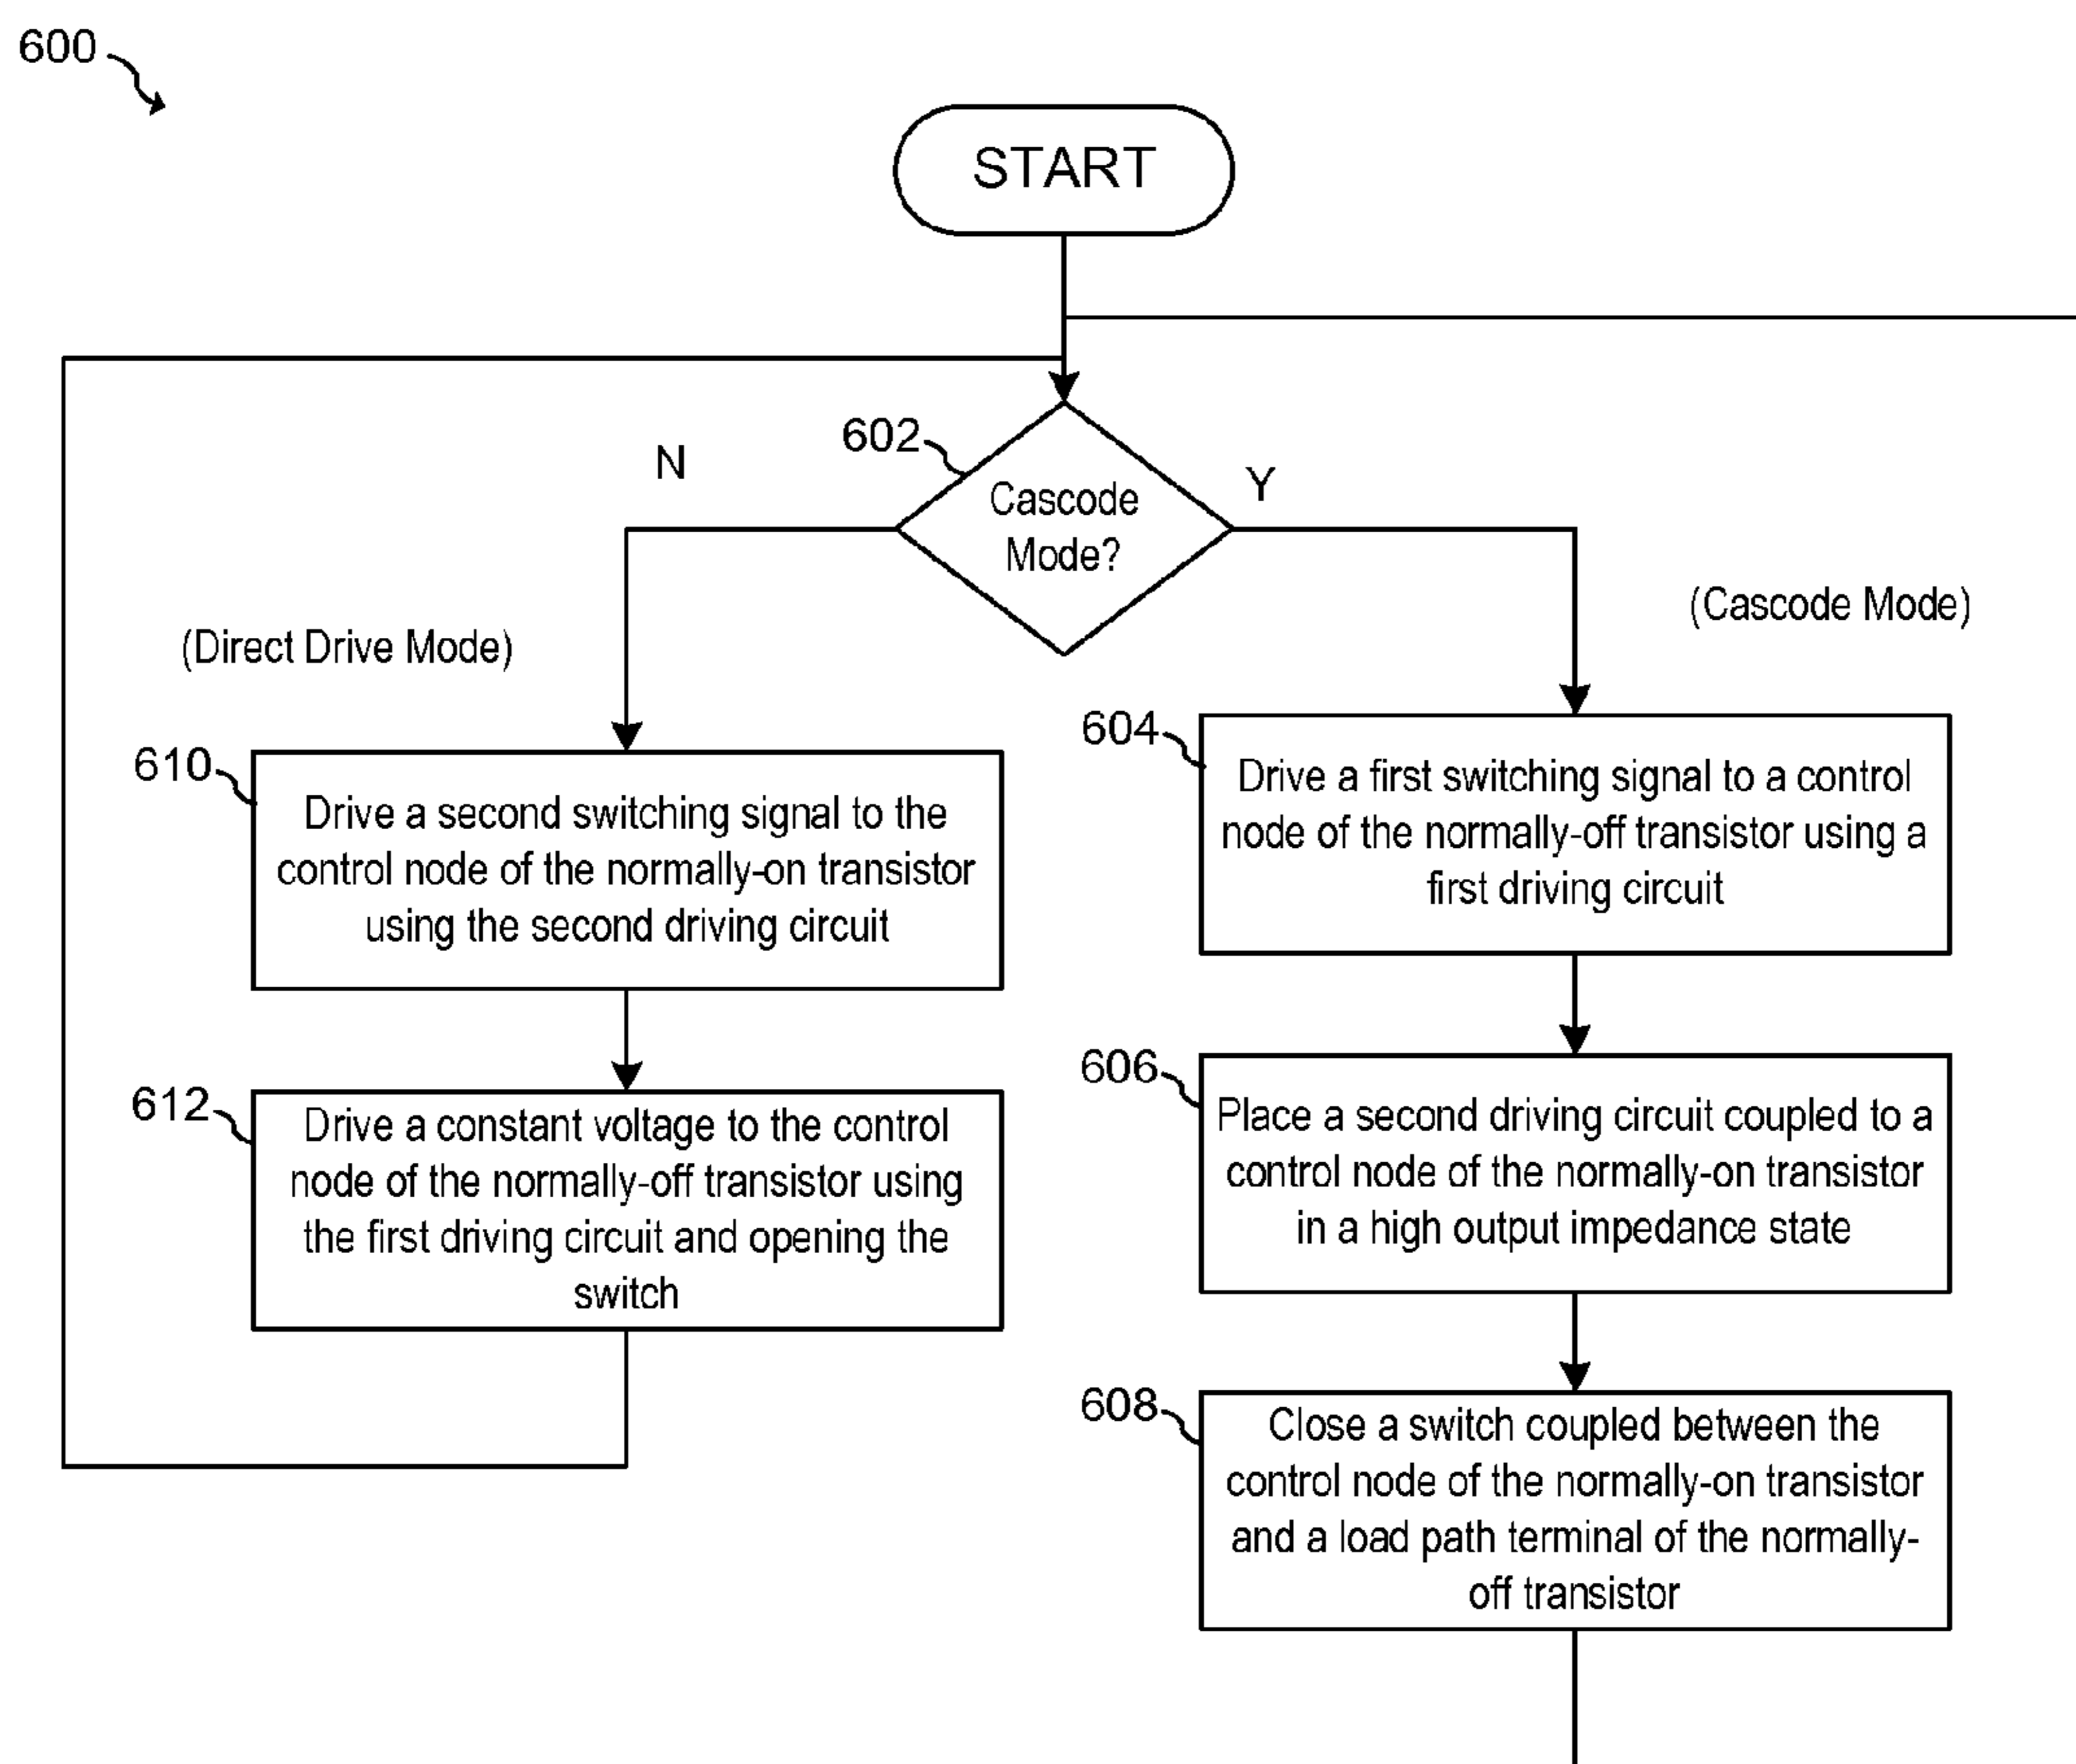 600
START
602
N
Cascode
Mode?
Y
(Direct Drive Mode)
(Cascode Mode)
610
Drive a second switching signal to the
control node of the normally-on transistor
using the second driving circuit
612
Drive a constant voltage to the control
node of the normally-off transistor using
the first driving circuit and opening the
switch
604
Drive a first switching signal to a control
node of the normally-off transistor using a
first driving circuit
606
Place a second driving circuit coupled to a
control node of the normally-on transistor
in a high output impedance state
608
Close a switch coupled between the
control node of the normally-on transistor
and a load path terminal of the normally-
off transistor